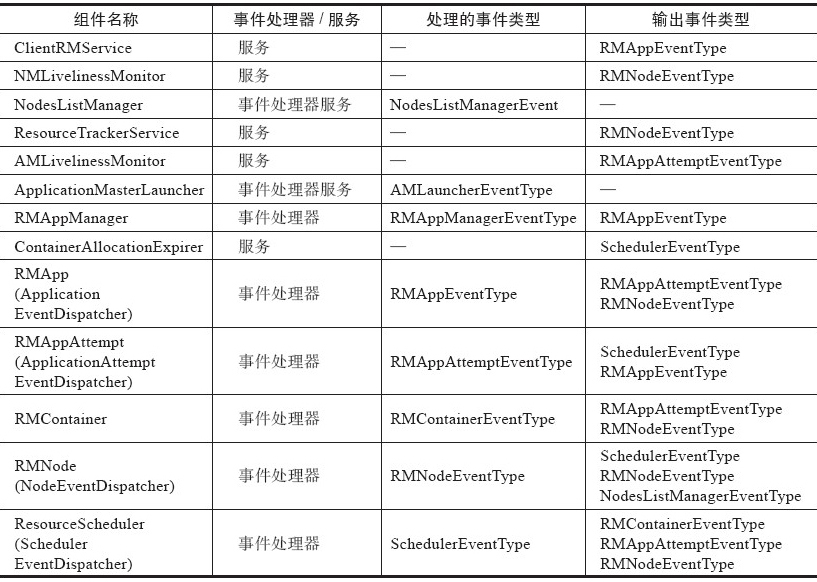 组件名称 事件处理器 / 服务 处理的事件类型 输出事件类型
ClientRMService 服务 — RMAppEventType
NMLivelinessMonitor 服务 — RMNodeEventType
NodesListManager 事件处理器服务 NodesListManagerEvent —
ResourceTrackerService 服务 — RMNodeEventType
AMLivelinessMonitor 服务 — RMAppAttemptEventType
ApplicationMasterLauncher 事件处理器服务 AMLauncherEventType —
RMAppManager 事件处理器 RMAppManagerEventType RMAppEventType
ContainerAllocationExpirer 服务 — SchedulerEventType
RMApp
(Application
EventDispatcher)
事件处理器
RMAppEventType
RMAppAttemptEventType
RMNodeEventType
RMAppAttempt
(ApplicationAttempt
EventDispatcher)
事件处理器
RMAppAttemptEventType
SchedulerEventType
RMAppEventType
RMContainer
事件处理器
RMContainerEventType
RMAppAttemptEventType
RMNodeEventType
RMNode
(NodeEventDispatcher)
事件处理器
RMNodeEventType
SchedulerEventType
RMNodeEventType
NodesListManagerEventType
ResourceScheduler
(Scheduler
EventDispatcher)
事件处理器
SchedulerEventType
RMContainerEventType
RMAppAttemptEventType
RMNodeEventType